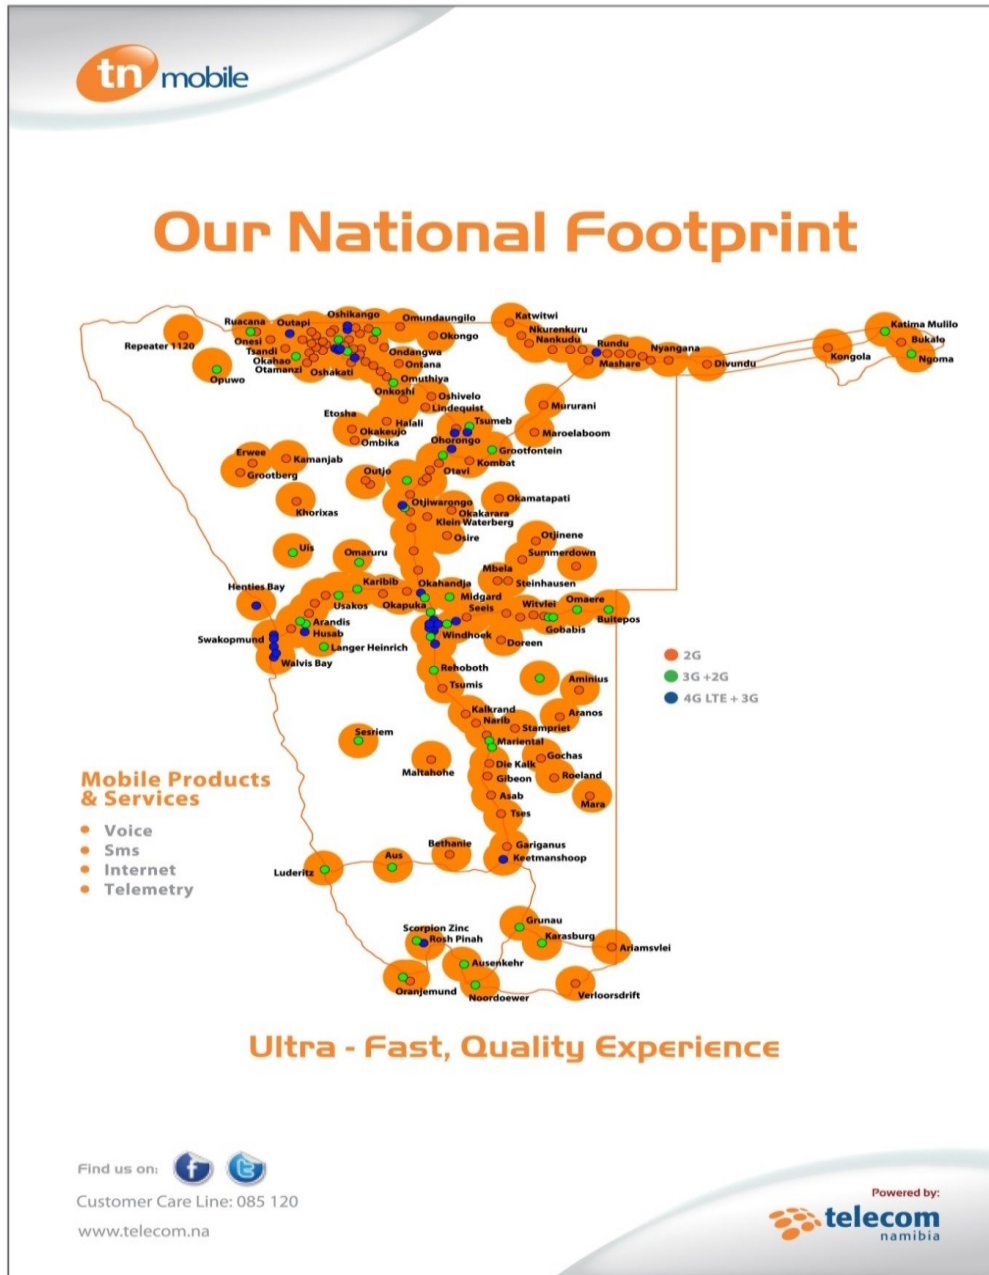 tn mobile
Our National Footprint
Repeater 1120
Ruacana
Onesi
Tsandi
Okahao
Otamanzi
Opuwo
Outapi
Oshikango
Oshakati
Omundaungilo
Okongo
Ondangwa
Ontana
Omuthiya
Onkoshi
Oshivelo
Lindequist
Katwitwi
Nkurenkuru
Nankudu
Rundu
Mashare
Nyangana
Divundu
Kongola
Katima Mulilo
Bukalo
Ngoma
Etosha
Halali
Okakeujo
Ombika
Tsumeb
Ohorongo
Mururani
Maroelaboom
Grootfontein
Kombat
Otavi
Erwee
Kamanjab
Grootberg
Khorixas
Outjo
Otjiwarongo
Okakarara
Klein Waterberg
Osire
Okamatapati
Otjinene
Summerdown
Mbela
Steinhausen
Uis
Omaruru
Henties Bay
Karibib
Usakos
Okahandja
Okapuka
Midgard
Seeis
Witvlei
Omaere
Buitepos
Gobabis
Arandis
Husab
Swakopmund
Langer Heinrich
Walvis Bay
Windhoek
Doreen
2G
3G +2G
4G LTE + 3G
Rehoboth
Tsumis
Aminius
Aranos
Kalkrand
Narib
Stampriet
Mariental
Sesriem
Maltahohe
Die Kalk
Gibeon
Gochas
Roeland
Mara
Asab
Tses
Mobile Products
& Services
Voice
Sms
Internet
Telemetry
Bethanie
Gariganus
Keetmanshoop
Aus
Luderitz
Scorpion Zinc
Rosh Pinah
Grunau
Karasburg
Ariamsvlei
Ausenkehr
Oranjemund
Noordoewer
Verloorsdrift
Ultra - Fast, Quality Experience
Find us on:
Customer Care Line: 085 120
www.telecom.na
Powered by:
telecom
namibia